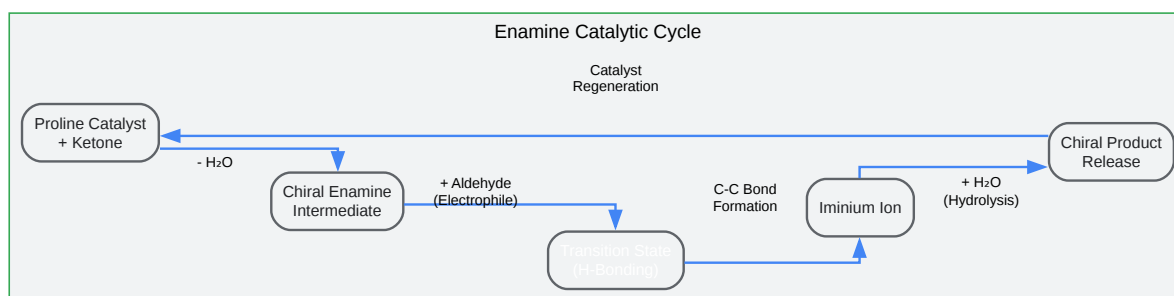 Enamine Catalytic Cycle
Catalyst
Regeneration
Proline Catalyst
+ Ketone
- H₂O
Chiral Enamine
Intermediate
+ Aldehyde
(Electrophile)
Transition State
(H-Bonding)
C-C Bond
Formation
Iminium Ion
+ H₂O
(Hydrolysis)
Chiral Product
Release